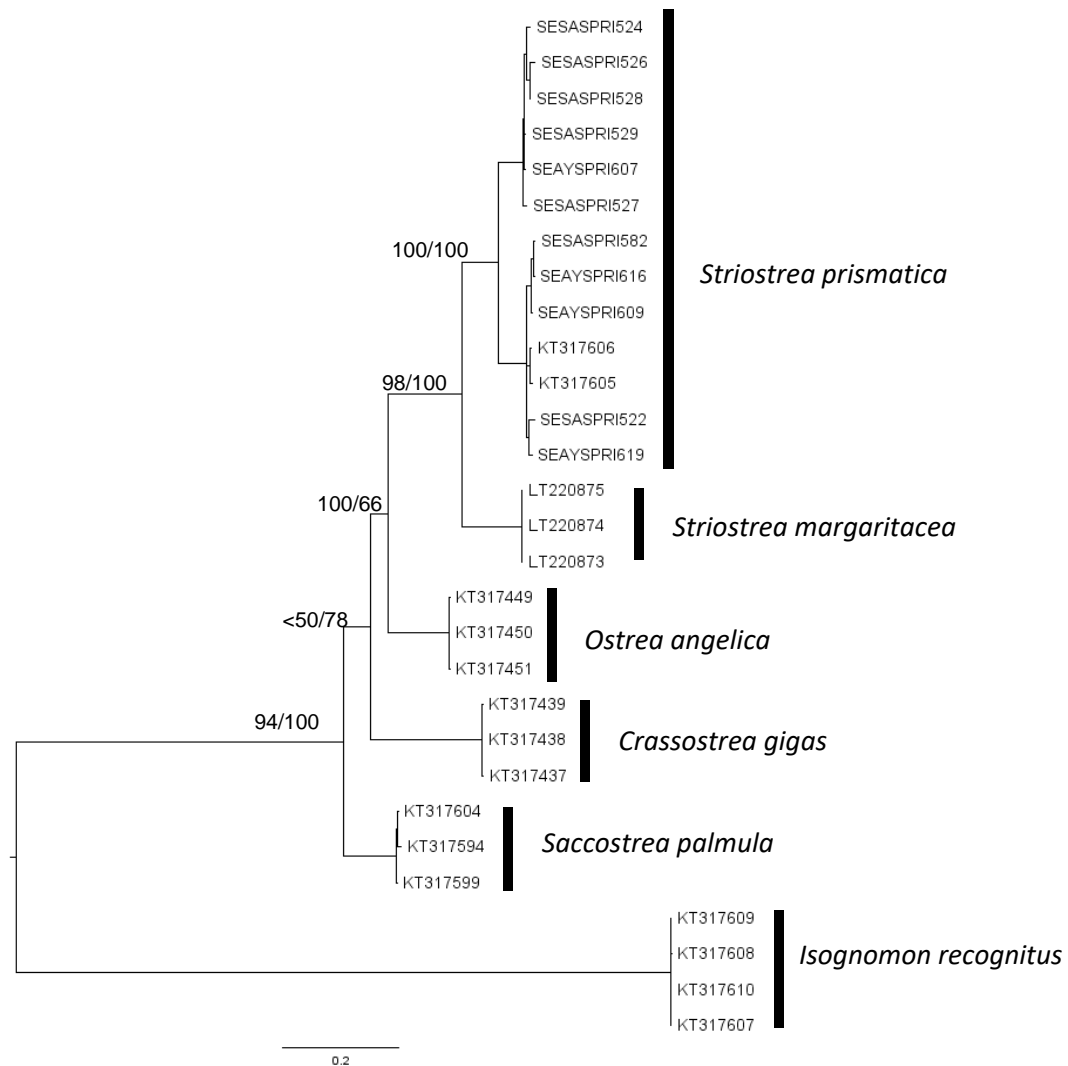 SESASPRI524
SESASPRI526
SESASPRI528
SESASPRI529
SEAYSPRI607
SESASPRI527
100/100
SESASPRI582
Striostrea prismatica
SEAYSPRI616
SEAYSPRI609
KT317606
KT317605
98/100
SESASPRI522
SEAYSPRI619
LT220875
100/66
LT220874
Striostrea margaritacea
LT220873
KT317449
<50/78
KT317450
Ostrea angelica
KT317451
KT317439
94/100
KT317438
Crassostrea gigas
KT317437
KT317604
KT317594
Saccostrea palmula
KT317599
KT317609
KT317608
Isognomon recognitus
KT317610
KT317607
0.2